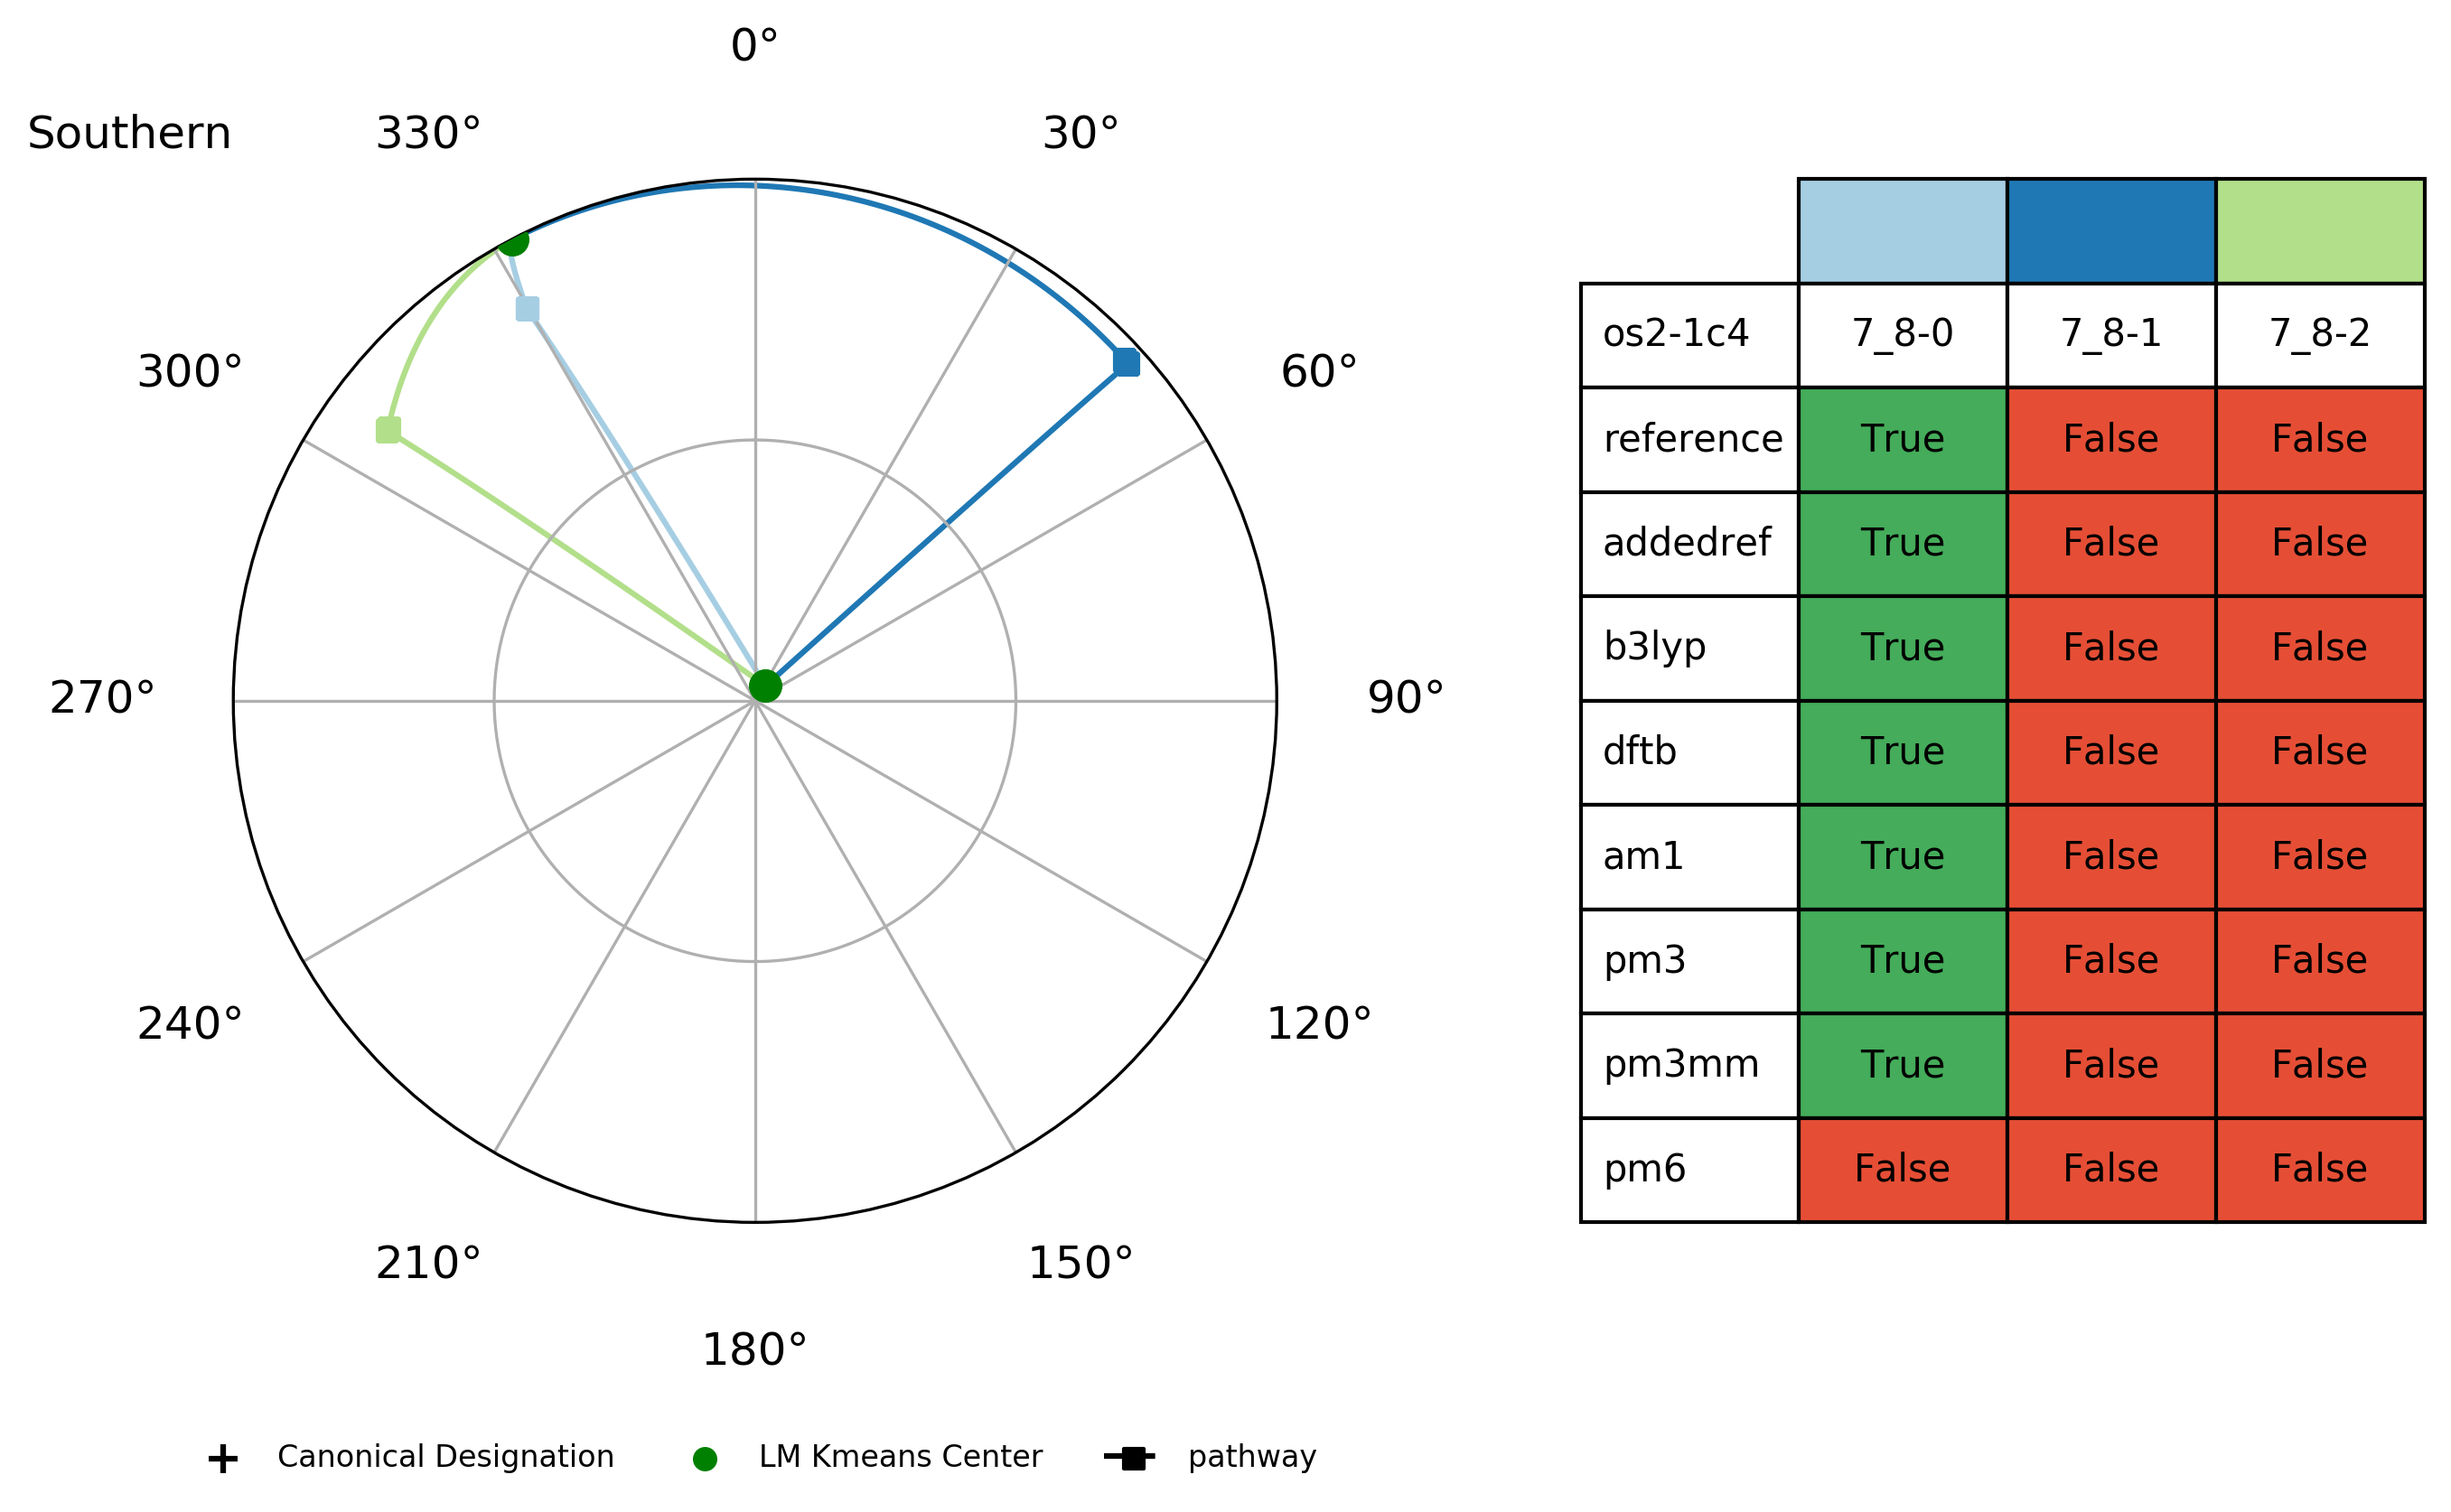 0°
Southern
330°
30°
300°
60°
270°
90°
240°
120°
210°
150°
180°
os2-1c4 7_8-0 7_8-1 7_8-2
reference True False False
addedref True False False
b3lyp True False False
dftb True False False
am1 True False False
pm3 True False False
pm3mm True False False
pm6 False False False
Canonical Designation LM Kmeans Center pathway